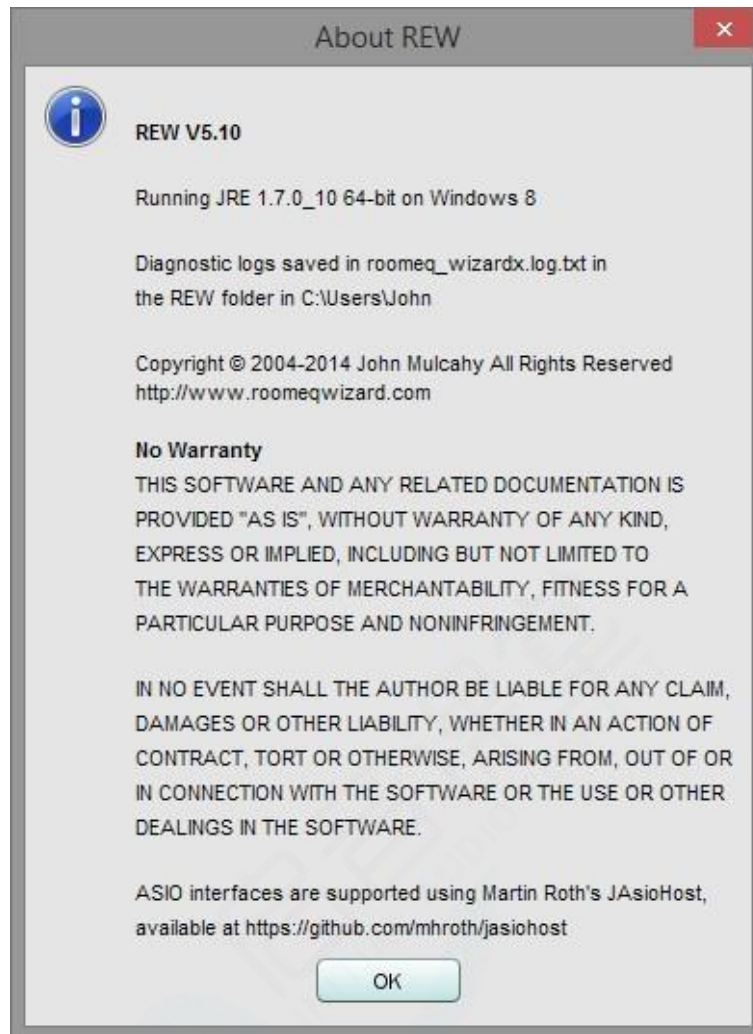 About REW
REW V5.10
Running JRE 1.7.0_10 64-bit on Windows 8
Diagnostic logs saved in roomeq_wizardx.log.txt in
the REW folder in C:\Users\John
Copyright © 2004-2014 John Mulcahy All Rights Reserved
http://www.roomeqwizard.com
No Warranty
THIS SOFTWARE AND ANY RELATED DOCUMENTATION IS
PROVIDED "AS IS", WITHOUT WARRANTY OF ANY KIND,
EXPRESS OR IMPLIED, INCLUDING BUT NOT LIMITED TO
THE WARRANTIES OF MERCHANTABILITY, FITNESS FOR A
PARTICULAR PURPOSE AND NONINFRINGEMENT.
IN NO EVENT SHALL THE AUTHOR BE LIABLE FOR ANY CLAIM,
DAMAGES OR OTHER LIABILITY, WHETHER IN AN ACTION OF
CONTRACT, TORT OR OTHERWISE, ARISING FROM, OUT OF OR
IN CONNECTION WITH THE SOFTWARE OR THE USE OR OTHER
DEALINGS IN THE SOFTWARE.
ASIO interfaces are supported using Martin Roth's JAsioHost,
available at https://github.com/mhroth/jasiohost
OK